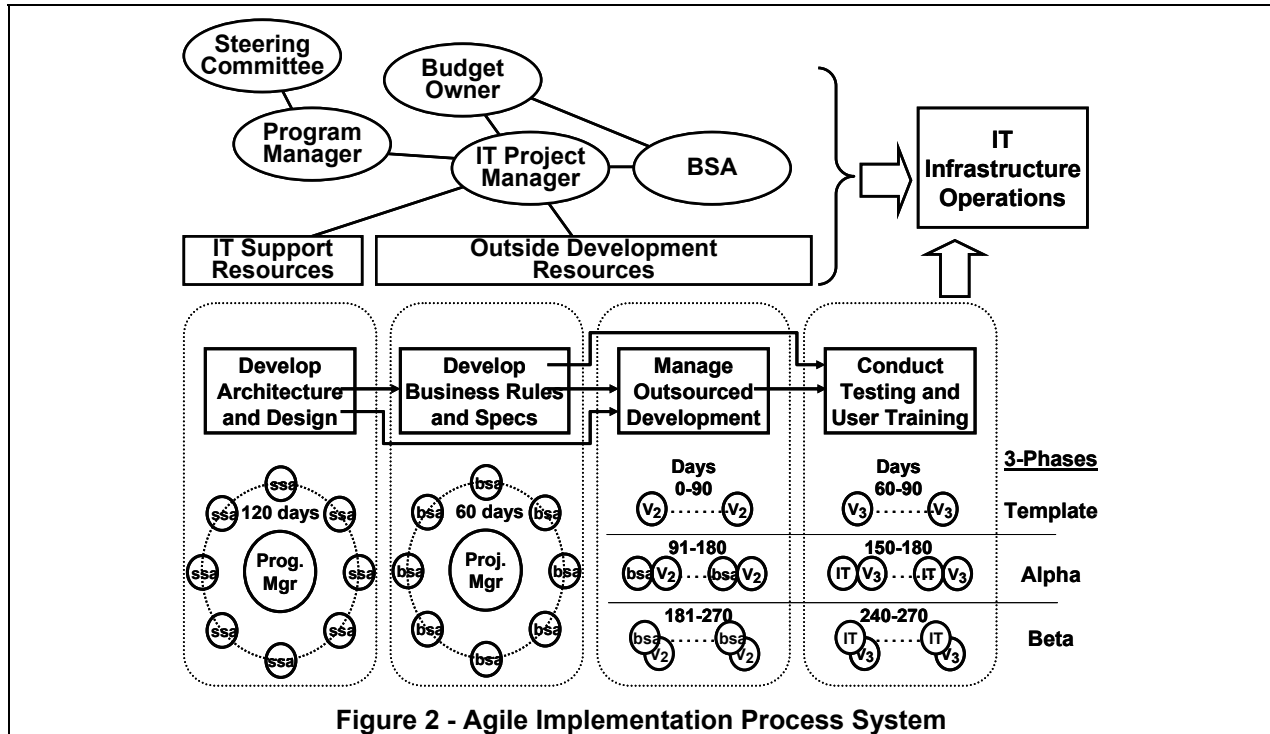 Steering
Committee
Budget
Owner
Program
Manager
IT Project
Manager
BSA
IT
Infrastructure
Operations
IT Support
Resources
Outside Development
Resources
Develop
Architecture
and Design
Develop
Business Rules
and Specs
Manage
Outsourced
Development
Conduct
Testing and
User Training
ssa
ssa
120 days
ssa
ssa
Prog.
Mgr
ssa
ssa
ssa
ssa
bsa
bsa
60 days
bsa
bsa
Proj.
Mgr
bsa
bsa
bsa
bsa
3-Phases
Days
0-90
V2
V2
Days
60-90
V3
V3
Template
91-180
bsa V2
bsa V2
150-180
IT V3
IT V3
Alpha
181-270
bsa
V2
bsa
V2
240-270
IT
V3
IT
V3
Beta
Figure 2 - Agile Implementation Process System